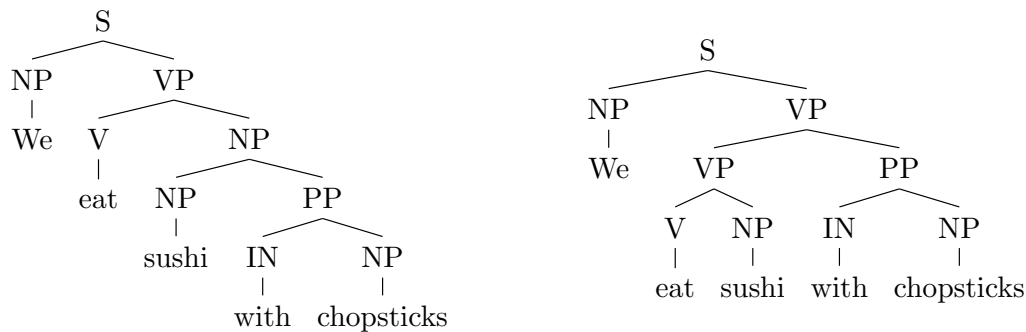 S
NP VP
We V NP
eat NP PP
sushi IN NP
with chopsticks
S
NP VP
We VP PP
V NP IN NP
eat sushi with chopsticks